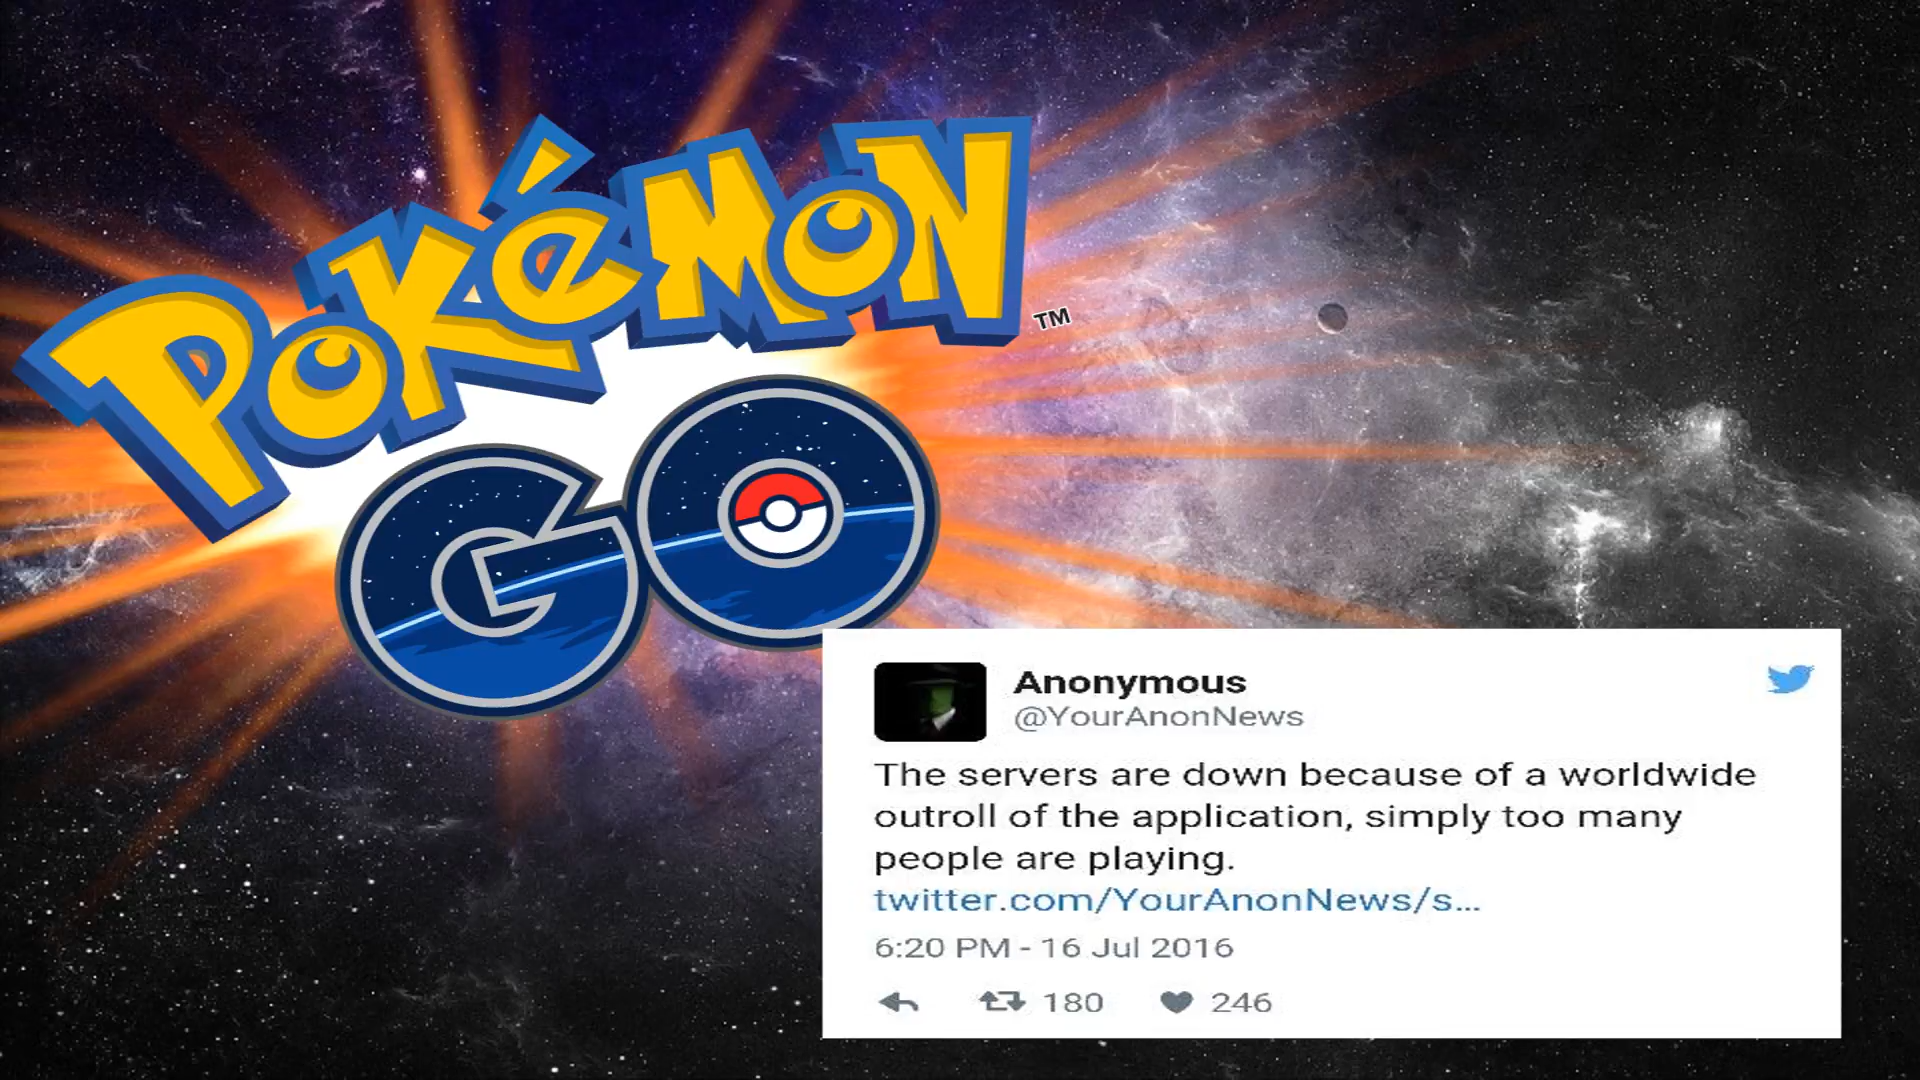 POKéMON
TM
GO
Anonymous
@YourAnonNews
The servers are down because of a worldwide
outroll of the application, simply too many
people are playing.
twitter.com/YourAnonNews/s...
6:20 PM - 16 Jul 2016
180 246